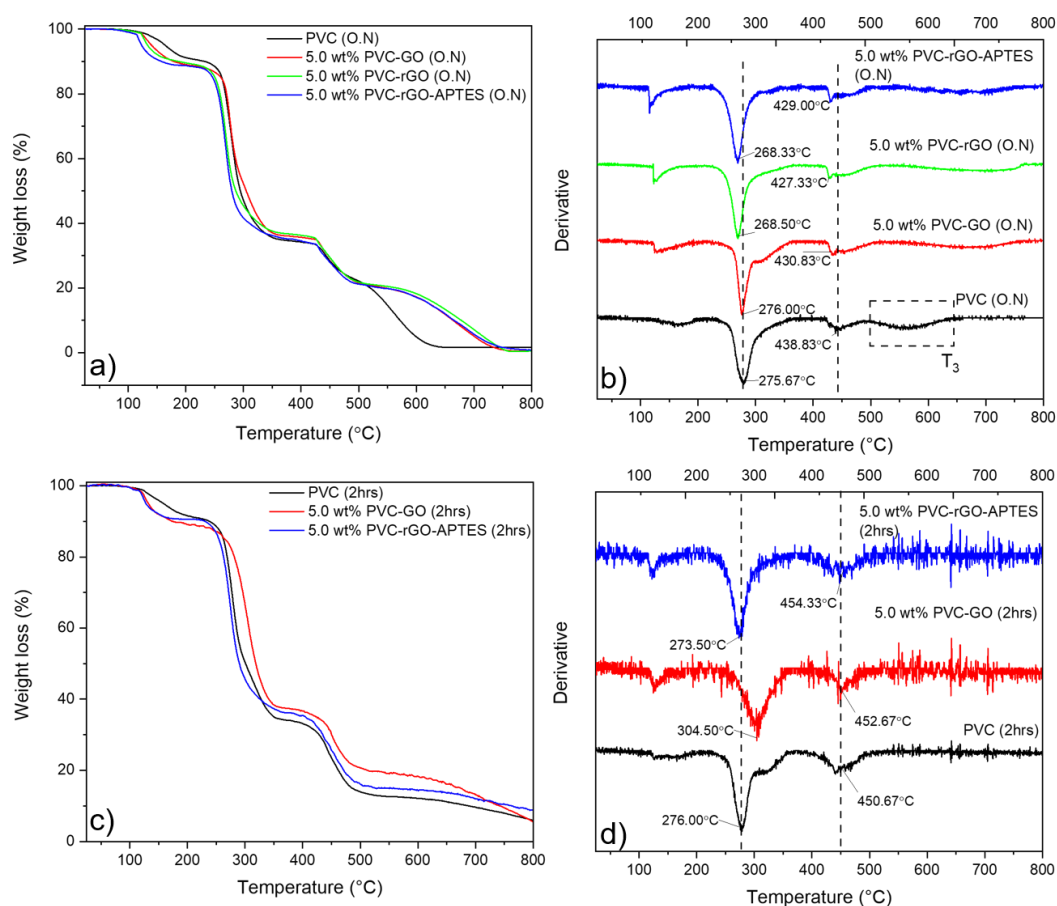 100
80
60
40
20
0
Weight loss (%)
PVC (O.N)
5.0 wt% PVC-GO (O.N)
5.0 wt% PVC-rGO (O.N)
5.0 wt% PVC-rGO-APTES (O.N)
a)
100 200 300 400 500 600 700 800
Temperature (°C)
100 200 300 400 500 600 700 800
5.0 wt% PVC-rGO-APTES
(O.N)
429.00°C
268.33°C
5.0 wt% PVC-rGO (O.N)
427.33°C
268.50°C
5.0 wt% PVC-GO (O.N)
430.83°C
276.00°C
PVC (O.N)
438.83°C
T3
275.67°C
Derivative
b)
100 200 300 400 500 600 700 800
Temperature (°C)
100
80
60
40
20
0
Weight loss (%)
PVC (2hrs)
5.0 wt% PVC-GO (2hrs)
5.0 wt% PVC-rGO-APTES (2hrs)
c)
100 200 300 400 500 600 700 800
Temperature (°C)
100 200 300 400 500 600 700 800
5.0 wt% PVC-rGO-APTES
(2hrs)
454.33°C
273.50°C
5.0 wt% PVC-GO (2hrs)
452.67°C
304.50°C
PVC (2hrs)
450.67°C
276.00°C
Derivative
d)
100 200 300 400 500 600 700 800
Temperature (°C)